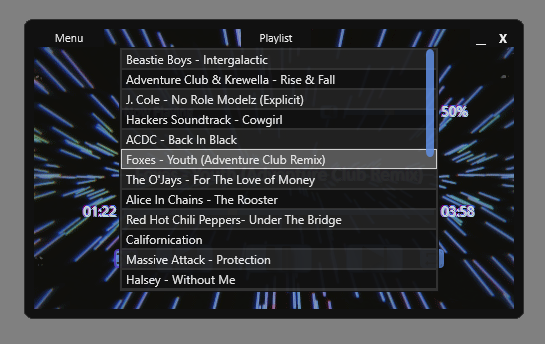 Menu Playlist _ X
Beastie Boys - Intergalactic
Adventure Club & Krewella - Rise & Fall
J. Cole - No Role Modelz (Explicit)
50%
Hackers Soundtrack - Cowgirl
ACDC - Back In Black
Foxes - Youth (Adventure Club Remix)
The O'Jays - For The Love of Money
Alice In Chains - The Rooster
01:22 03:58
Red Hot Chili Peppers- Under The Bridge
Californication
Massive Attack - Protection
Halsey - Without Me